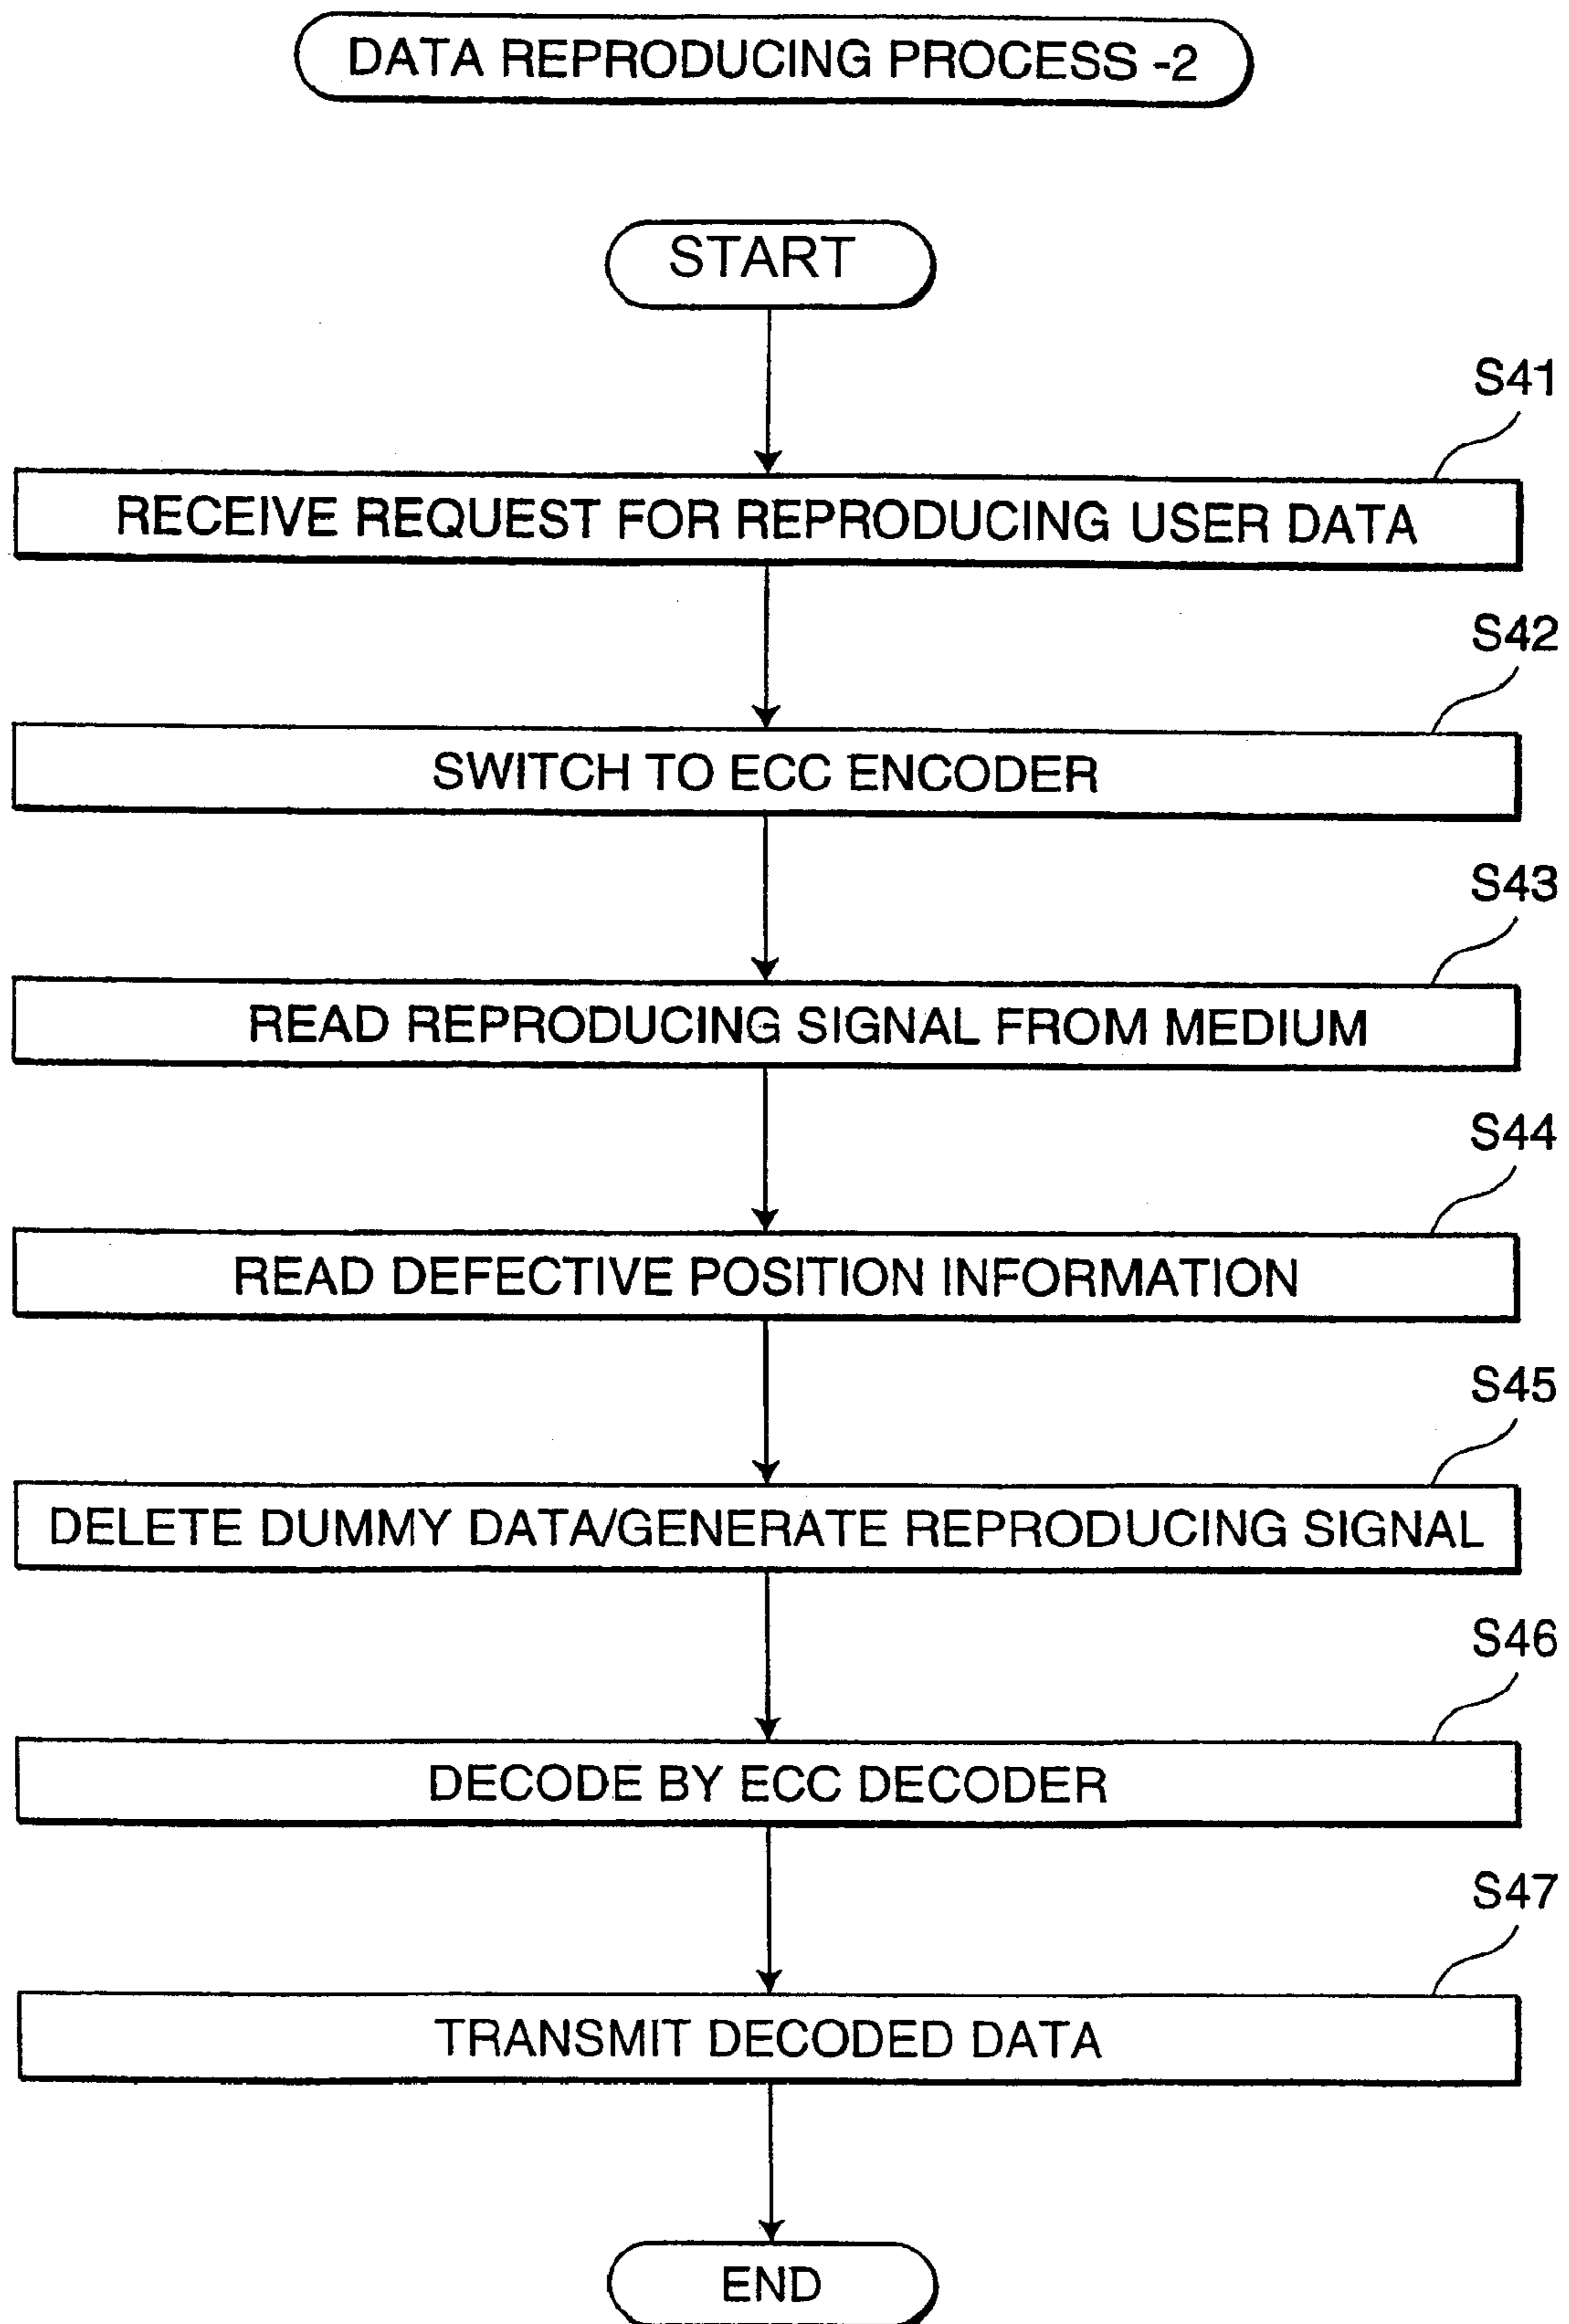 DATA REPRODUCING PROCESS -2
START
S41
RECEIVE REQUEST FOR REPRODUCING USER DATA
S42
SWITCH TO ECC ENCODER
S43
READ REPRODUCING SIGNAL FROM MEDIUM
S44
READ DEFECTIVE POSITION INFORMATION
S45
DELETE DUMMY DATA/GENERATE REPRODUCING SIGNAL
S46
DECODE BY ECC DECODER
S47
TRANSMIT DECODED DATA
END